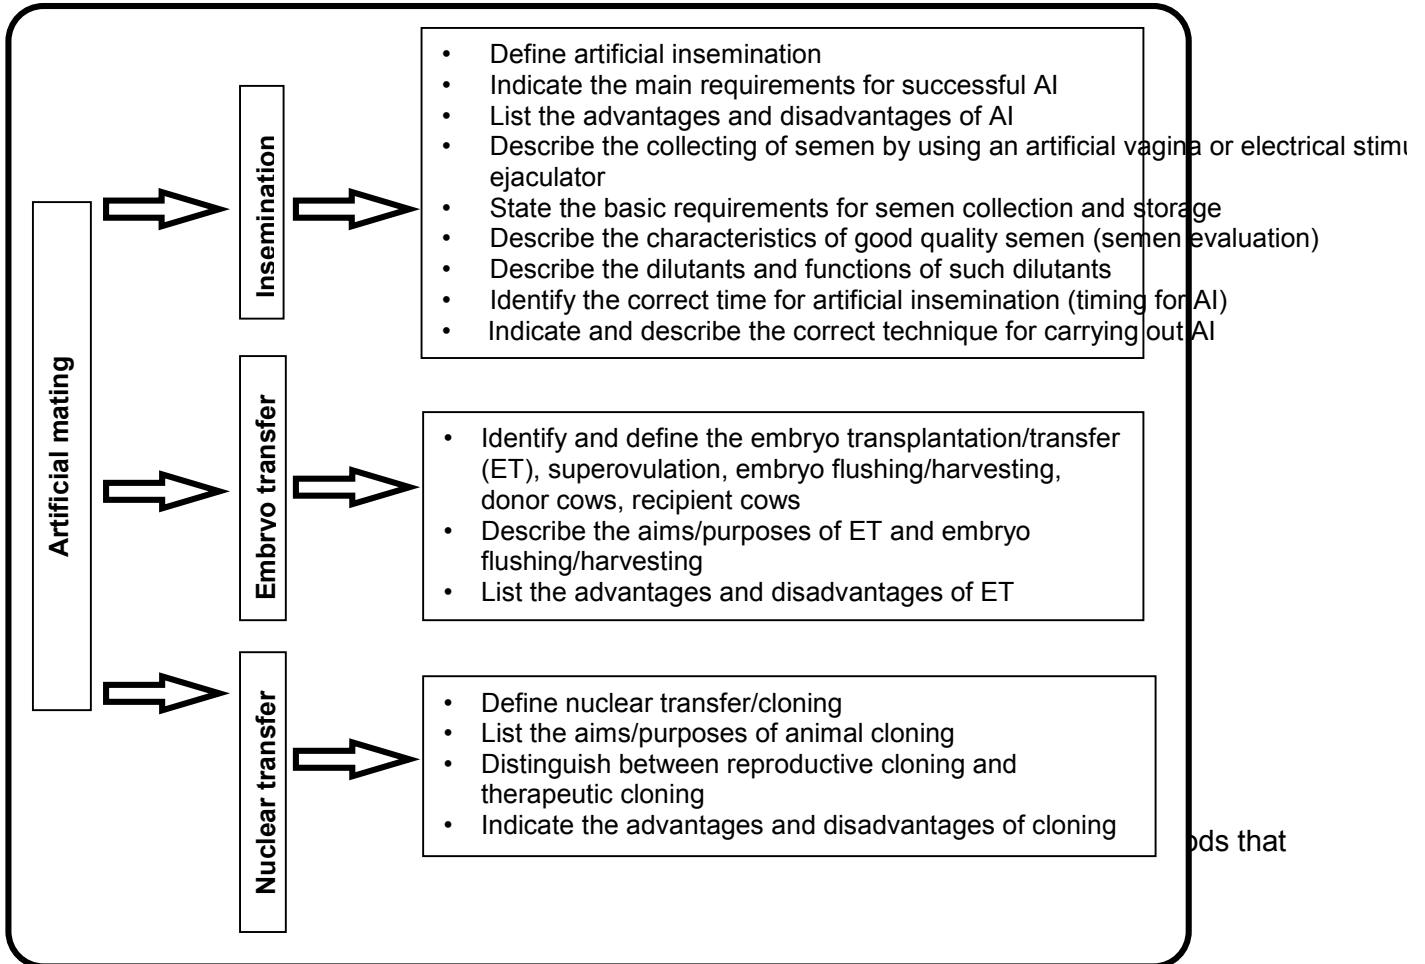 Artificial mating
Insemination
• Define artificial insemination
• Indicate the main requirements for successful AI
• List the advantages and disadvantages of AI
• Describe the collecting of semen by using an artificial vagina or electrical
ejaculator
• State the basic requirements for semen collection and storage
• Describe the characteristics of good quality semen (semen evaluation)
• Describe the dilutants and functions of such dilutants
• Identify the correct time for artificial insemination (timing for AI)
• Indicate and describe the correct technique for carrying out AI
Embryo transfer
• Identify and define the embryo transplantation/transfer
(ET), superovulation, embryo flushing/harvesting,
donor cows, recipient cows
• Describe the aims/purposes of ET and embryo
flushing/harvesting
• List the advantages and disadvantages of ET
Nuclear transfer
• Define nuclear transfer/cloning
• List the aims/purposes of animal cloning
• Distinguish between reproductive cloning and
therapeutic cloning
• Indicate the advantages and disadvantages of cloning
that